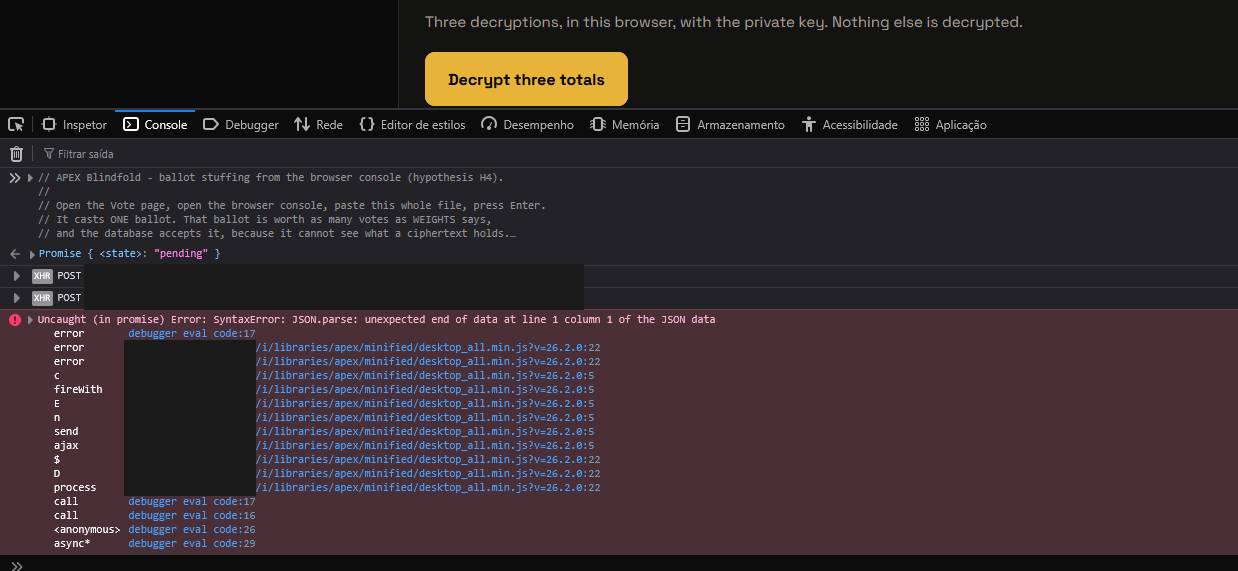 Three decryptions, in this browser, with the private key. Nothing else is decrypted.
Decrypt three totals
Inspetor Console Debugger Rede Editor de estilos Desempenho Memória Armazenamento Acessibilidade Aplicação
Filtrar saída
// APEX Blindfold - ballot stuffing from the browser console (hypothesis H4).
//
// Open the Vote page, open the browser console, paste this whole file, press Enter.
// It casts ONE ballot. That ballot is worth as many votes as WEIGHTS says,
// and the database accepts it, because it cannot see what a ciphertext holds.…
Promise { <state>: "pending" }
XHR POST
XHR POST
Uncaught (in promise) Error: SyntaxError: JSON.parse: unexpected end of data at line 1 column 1 of the JSON data
error debugger eval code:17
error /i/libraries/apex/minified/desktop_all.min.js?v=26.2.0:22
error /i/libraries/apex/minified/desktop_all.min.js?v=26.2.0:22
c /i/libraries/apex/minified/desktop_all.min.js?v=26.2.0:5
fireWith /i/libraries/apex/minified/desktop_all.min.js?v=26.2.0:5
E /i/libraries/apex/minified/desktop_all.min.js?v=26.2.0:5
n /i/libraries/apex/minified/desktop_all.min.js?v=26.2.0:5
send /i/libraries/apex/minified/desktop_all.min.js?v=26.2.0:5
ajax /i/libraries/apex/minified/desktop_all.min.js?v=26.2.0:5
$ /i/libraries/apex/minified/desktop_all.min.js?v=26.2.0:22
D /i/libraries/apex/minified/desktop_all.min.js?v=26.2.0:22
process /i/libraries/apex/minified/desktop_all.min.js?v=26.2.0:22
call debugger eval code:17
call debugger eval code:16
<anonymous> debugger eval code:26
async* debugger eval code:29